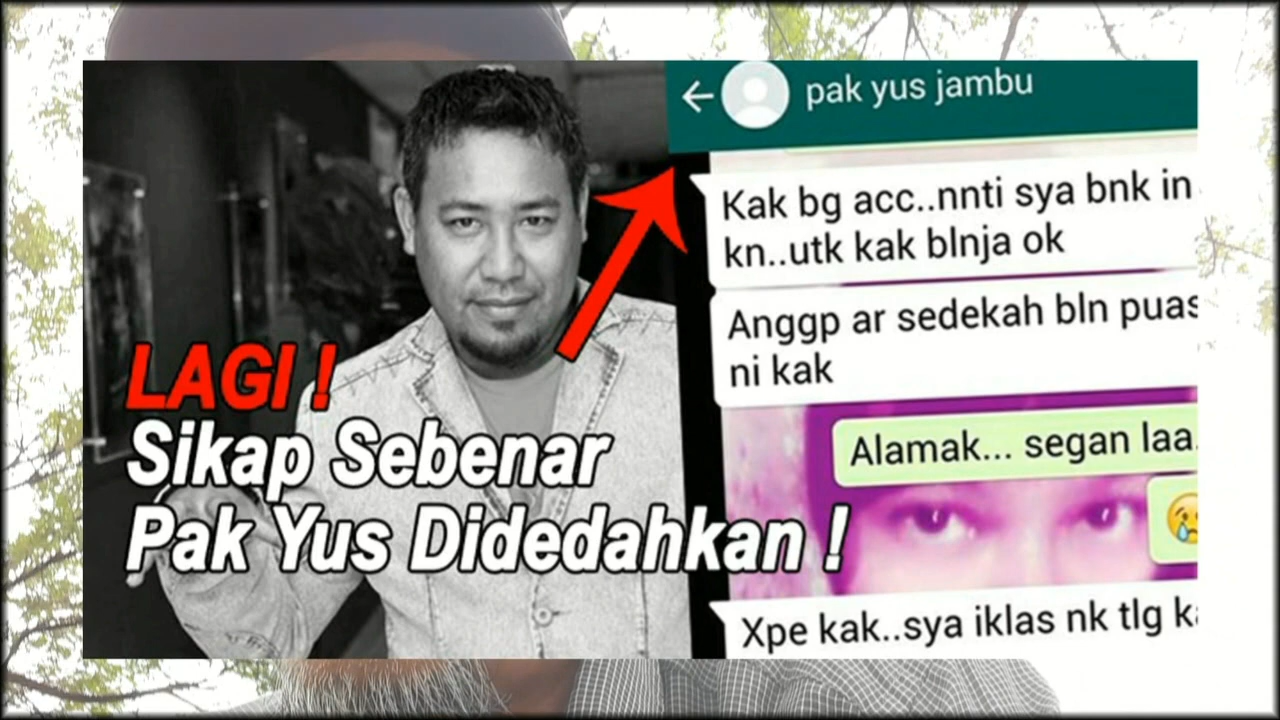 LAGI !
Sikap Sebenar
Pak Yus Didedahkan !
pak yus jambu
Kak bg acc..nnti sya bnk in
kn..utk kak blnja ok
Anggp ar sedekah bln puas
ni kak
Alamak... segan laa.
Xpe kak..sya iklas nk tlg k